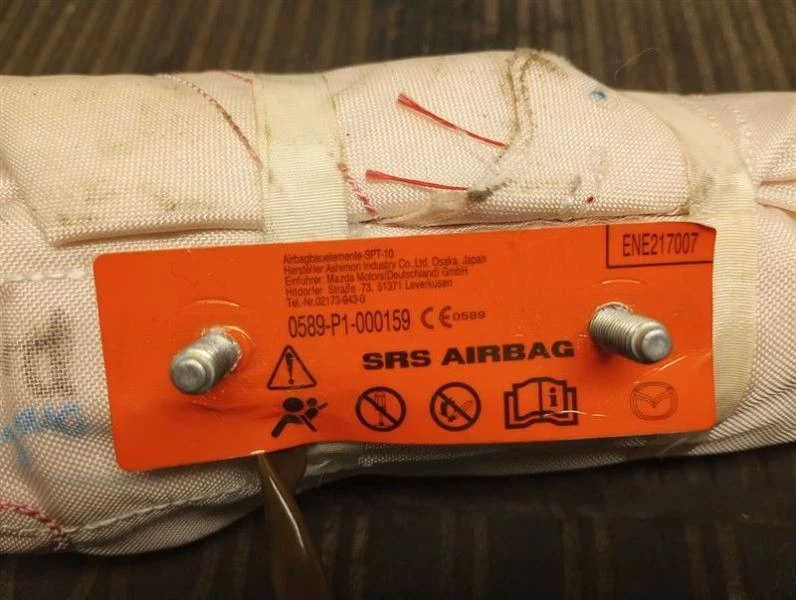 Airbagbauelemente-SPT-10
Hersteller:Ashimori Industry Co. Ltd. Osaka, Japan
Einführer: Mazda Motors(Deutschland) GmbH
Hitdorfer Straße 73, 51371 Leverkusen
Tel.-Nr.02173-943-0
ENE217007
0589-P1-000159 CE 0589
SRS AIRBAG